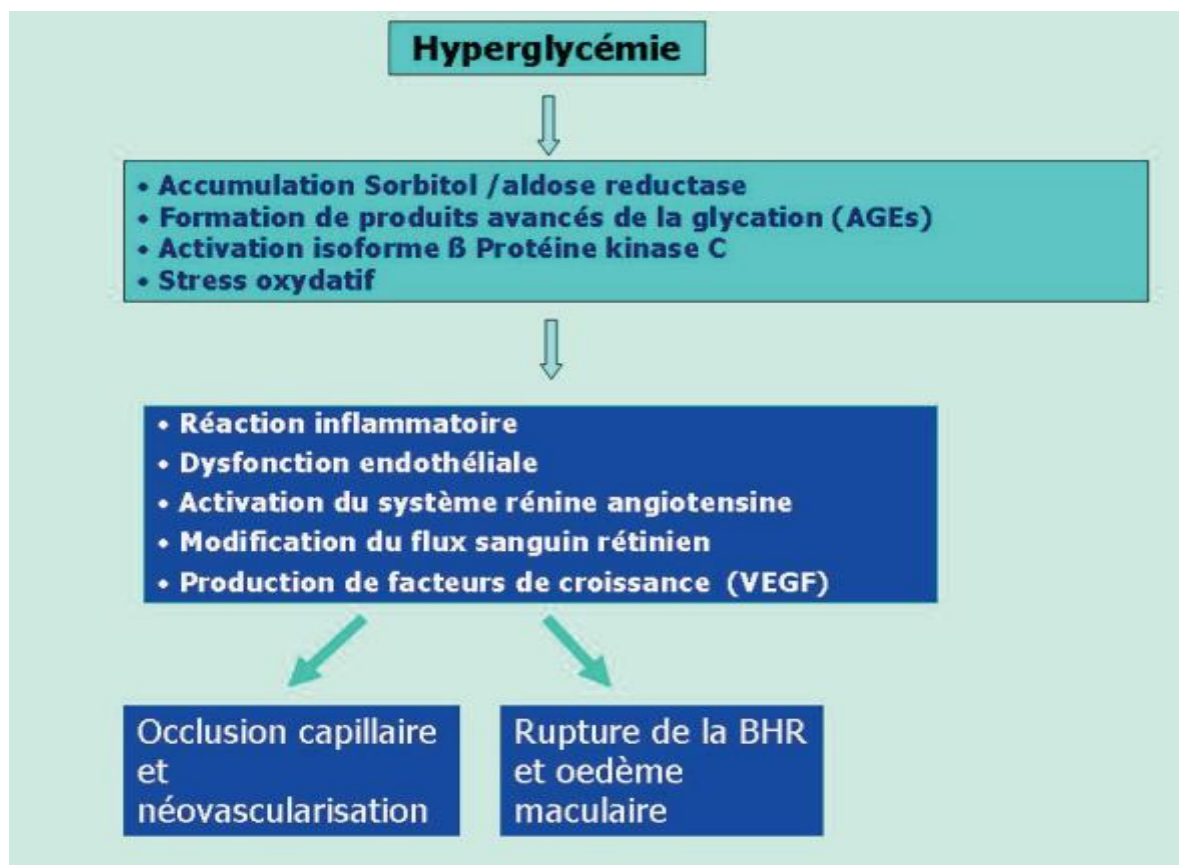 Hyperglycémie
• Accumulation Sorbitol /aldose reductase
• Formation de produits avancés de la glycation (AGEs)
• Activation isoforme ß Protéine kinase C
• Stress oxydatif
• Réaction inflammatoire
• Dysfonction endothéliale
• Activation du système rénine angiotensine
• Modification du flux sanguin rétinien
• Production de facteurs de croissance (VEGF)
Occlusion capillaire
et
néovascularisation
Rupture de la BHR
et oedème
maculaire